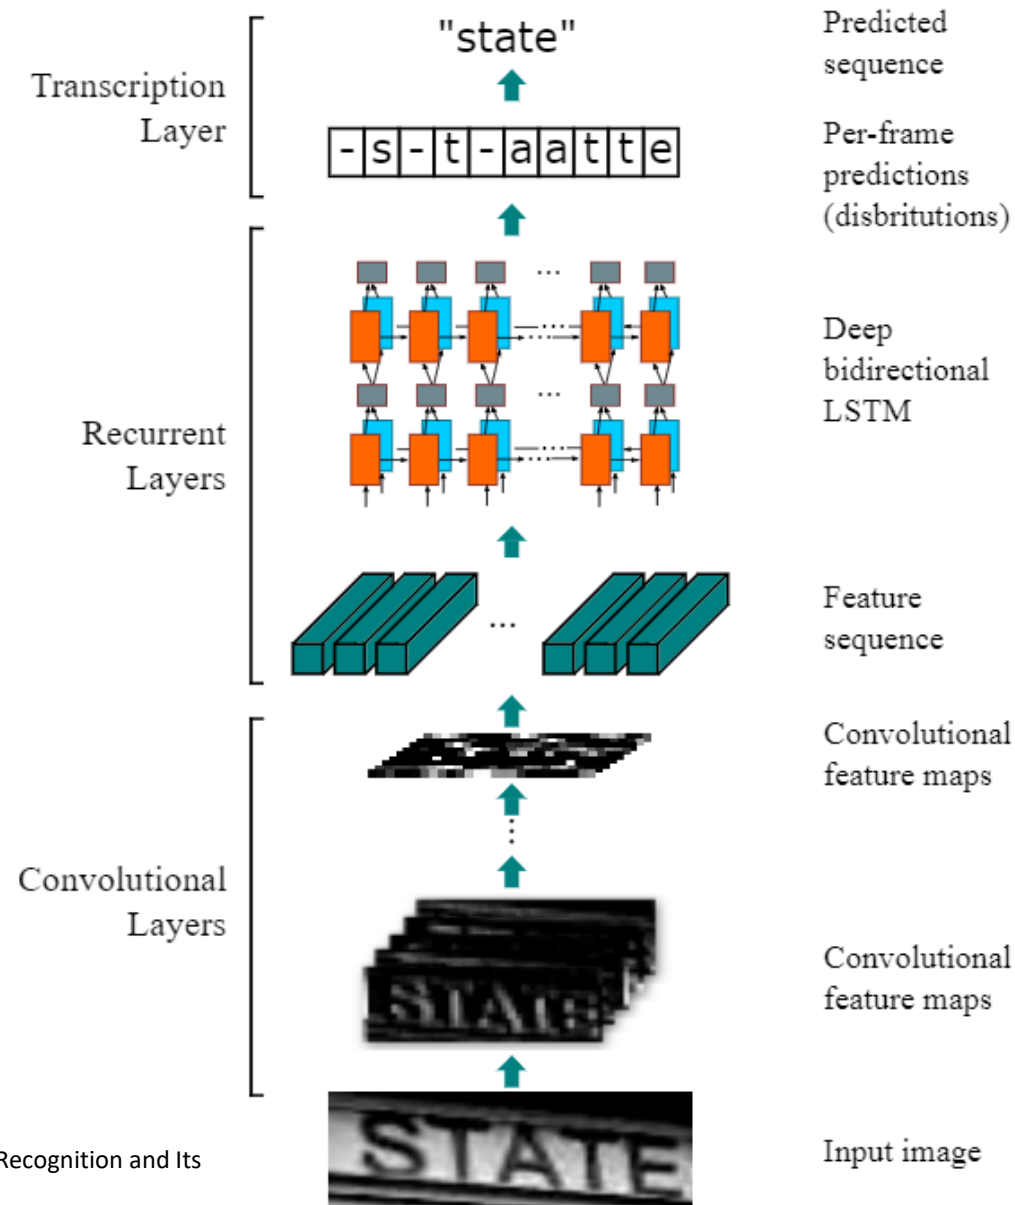 "state"
Predicted
sequence
Transcription
Layer
-s-t-aatte
Per-frame
predictions
(disbritutions)
...
Deep
bidirectional
LSTM
...
...
...
Recurrent
Layers
...
Feature
sequence
Convolutional
feature maps
Convolutional
Layers
STATE
Convolutional
feature maps
STATE
Input image
Recognition and Its